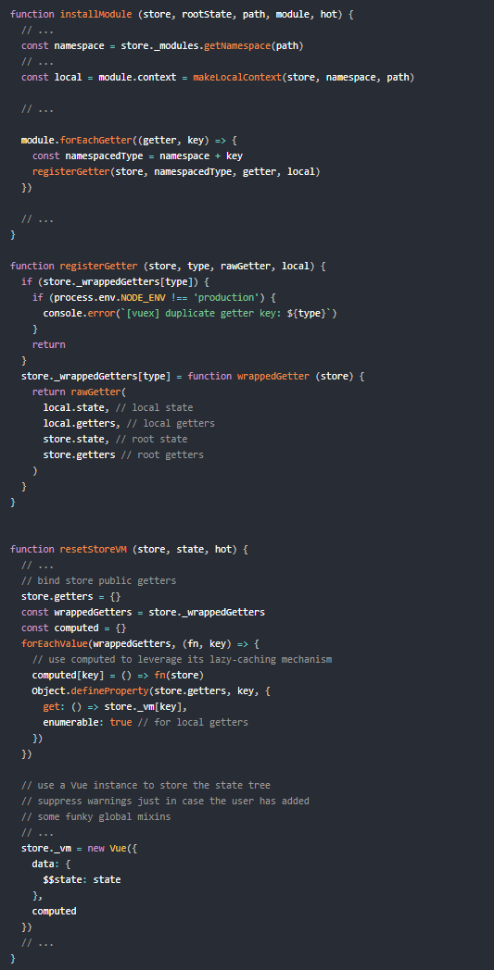 function installModule (store, rootState, path, module, hot) {
  // ...
  const namespace = store._modules.getNamespace(path)
  // ...
  const local = module.context = makeLocalContext(store, namespace, path)

  // ...

  module.forEachGetter((getter, key) => {
    const namespacedType = namespace + key
    registerGetter(store, namespacedType, getter, local)
  })

  // ...
}

function registerGetter (store, type, rawGetter, local) {
  if (store._wrappedGetters[type]) {
    if (process.env.NODE_ENV !== 'production') {
      console.error(`[vuex] duplicate getter key: ${type}`)
    }
    return
  }
  store._wrappedGetters[type] = function wrappedGetter (store) {
    return rawGetter(
      local.state, // local state
      local.getters, // local getters
      store.state, // root state
      store.getters // root getters
    )
  }
}


function resetStoreVM (store, state, hot) {
  // ...
  // bind store public getters
  store.getters = {}
  const wrappedGetters = store._wrappedGetters
  const computed = {}
  forEachValue(wrappedGetters, (fn, key) => {
    // use computed to leverage its lazy-caching mechanism
    computed[key] = () => fn(store)
    Object.defineProperty(store.getters, key, {
      get: () => store._vm[key],
      enumerable: true // for local getters
    })
  })

  // use a Vue instance to store the state tree
  // suppress warnings just in case the user has added
  // some funky global mixins
  // ...
  store._vm = new Vue({
    data: {
      $$state: state
    },
    computed
  })
  // ...
}